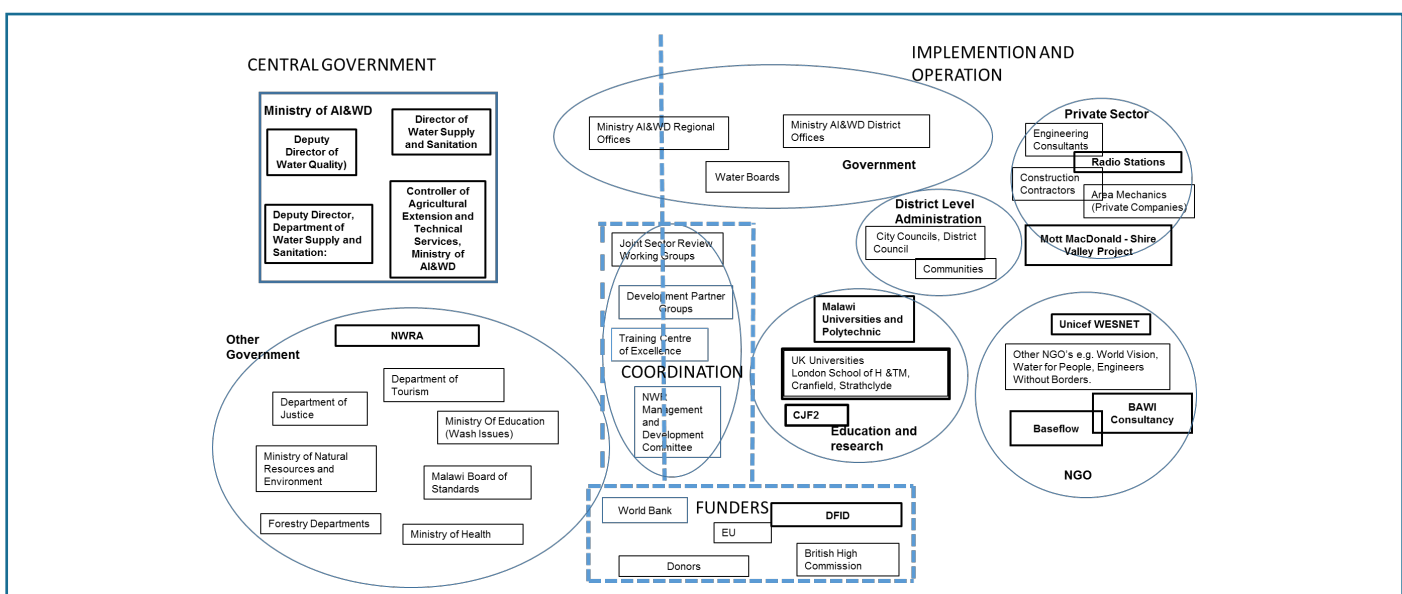 CENTRAL GOVERNMENT
Ministry of AI&WD
Deputy
Director of
Water Quality)
Director of
Water Supply
and Sanitation
Deputy Director,
Department of
Water Supply and
Sanitation:
Controller of
Agricultural
Extension and
Technical
Services,
Ministry of
AI&WD
Other
Government
NWRA
Department of
Tourism
Department of
Justice
Ministry Of Education
(Wash Issues)
Ministry of Natural
Resources and
Environment
Malawi Board of
Standards
Forestry Departments
Ministry of Health
IMPLEMENTION AND
OPERATION
Ministry AI&WD Regional
Offices
Ministry AI&WD District
Offices
Water Boards
Government
Private Sector
Engineering
Consultants
Radio Stations
Construction
Contractors
Area Mechanics
(Private Companies)
Mott MacDonald - Shire
Valley Project
District Level
Administration
City Councils, District
Council
Communities
Joint Sector Review
Working Groups
Development Partner
Groups
Training Centre
of Excellence
COORDINATION
NWR
Management
and
Development
Committee
Malawi
Universities and
Polytechnic
UK Universities
London School of H &TM,
Cranfield, Strathclyde
CJF2
Education and
research
Unicef WESNET
Other NGO's e.g. World Vision,
Water for People, Engineers
Without Borders.
BAWI
Consultancy
Baseflow
NGO
FUNDERS
World Bank
DFID
EU
Donors
British High
Commission